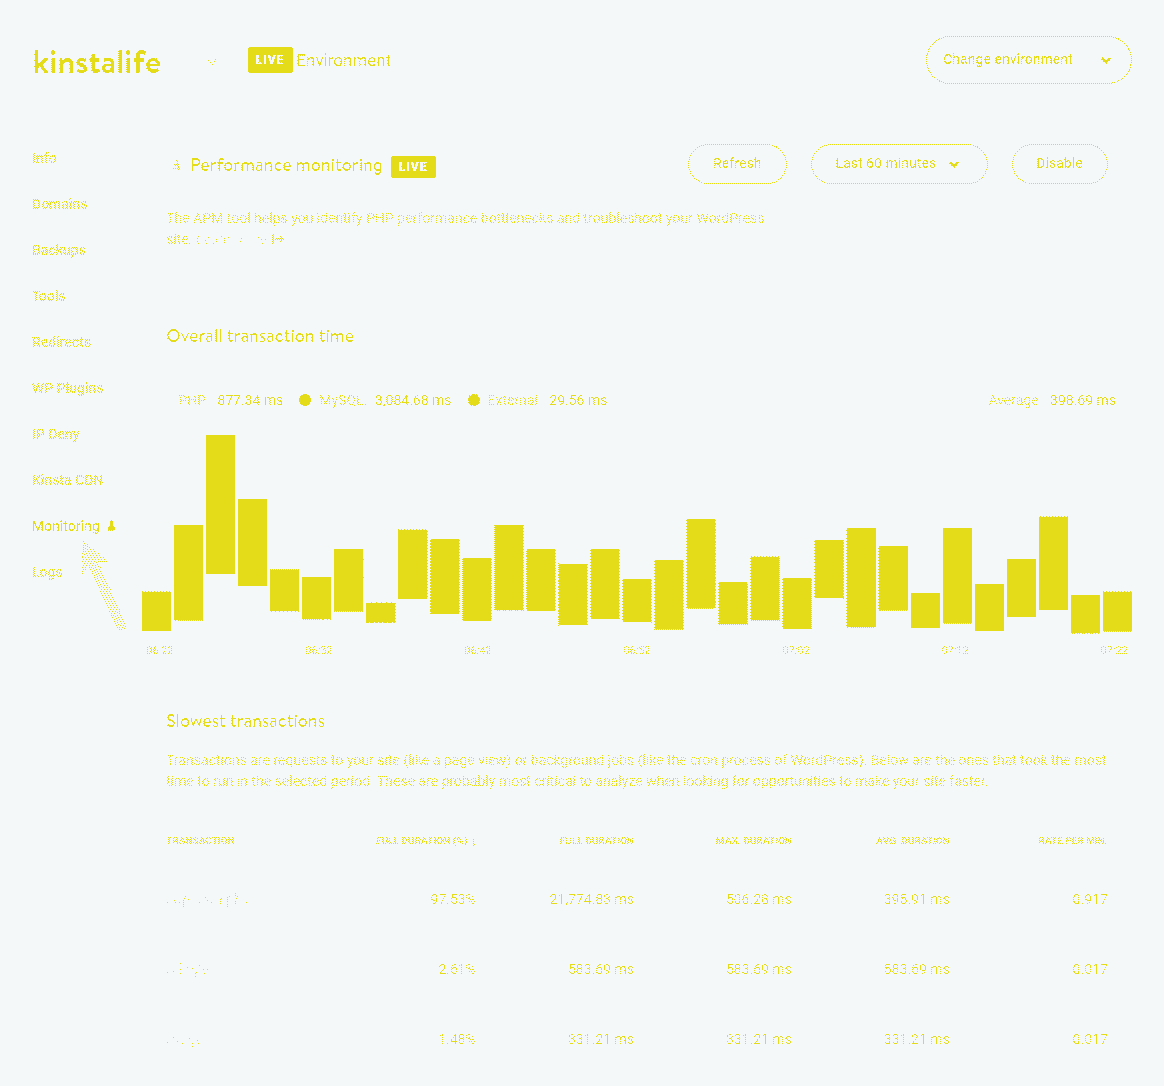 kinstalife
LIVE Environment
Change environment
Info
Domains
Backups
Tools
Redirects
WP Plugins
IP Deny
Kinsta CDN
Monitoring
Logs
Performance monitoring LIVE
Refresh
Last 60 minutes
Disable
The APM tool helps you identify PHP performance bottlenecks and troubleshoot your WordPress
site.
Overall transaction time
PHP 877.34 ms MySQL 3,084.68 ms External 29.56 ms
Average 398.69 ms
06:22 06:32 06:42 06:52 07:02 07:12 07:22
Slowest transactions
Transactions are requests to your site (like a page view) or background jobs (like the cron process of WordPress). Below are the ones that took the most
time to run in the selected period. These are probably most critical to analyze when looking for opportunities to make your site faster.
TRANSACTION FULL DURATION (%) ↓ FULL DURATION MAX. DURATION AVG. DURATION RATE PER MIN.
97.53% 21,774.83 ms 506.28 ms 395.91 ms 0.917
2.61% 583.69 ms 583.69 ms 583.69 ms 0.017
1.48% 331.21 ms 331.21 ms 331.21 ms 0.017